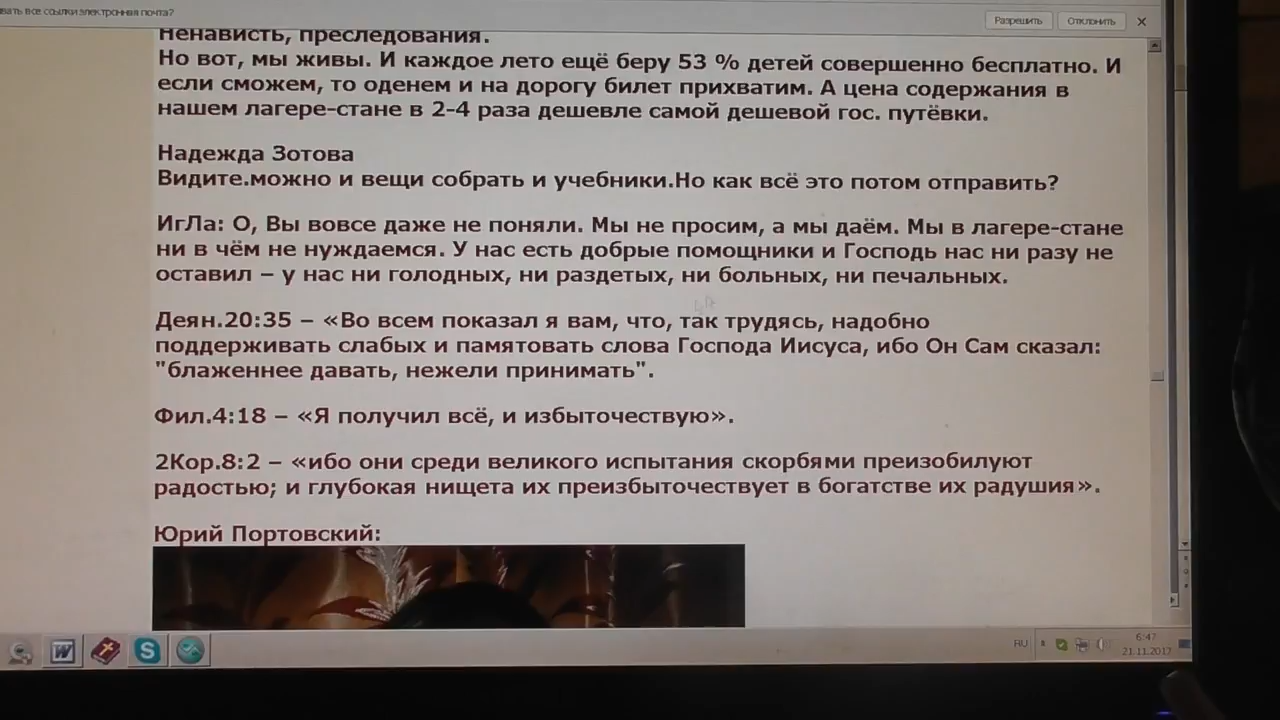 вать все ссылки электронная почта?
Разрешить
Отклонить
Ненависть, преследования.
Но вот, мы живы. И каждое лето ещё беру 53 % детей совершенно бесплатно. И
если сможем, то оденем и на дорогу билет прихватим. А цена содержания в
нашем лагере-стане в 2-4 раза дешевле самой дешевой гос. путёвки.
Надежда Зотова
Видите.можно и вещи собрать и учебники.Но как всё это потом отправить?
ИгЛа: О, Вы вовсе даже не поняли. Мы не просим, а мы даём. Мы в лагере-стане
ни в чём не нуждаемся. У нас есть добрые помощники и Господь нас ни разу не
оставил – у нас ни голодных, ни раздетых, ни больных, ни печальных.
Деян.20:35 – «Во всем показал я вам, что, так трудясь, надобно
поддерживать слабых и памятовать слова Господа Иисуса, ибо Он Сам сказал:
"блаженнее давать, нежели принимать".
Фил.4:18 – «Я получил всё, и избыточествую».
2Кор.8:2 – «ибо они среди великого испытания скорбями преизобилуют
радостью; и глубокая нищета их преизбыточествует в богатстве их радушия».
Юрий Портовский:
RU
6:47
21.11.2017